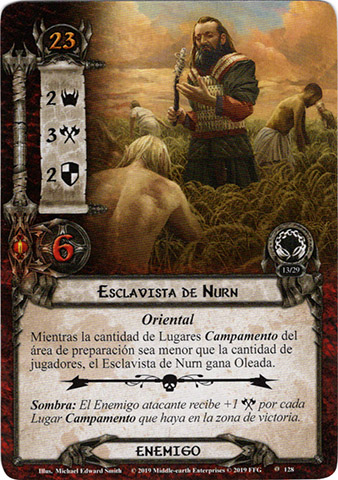 23
2
3
2
6
13/29
Esclavista de Nurn
Oriental
Mientras la cantidad de Lugares Campamento del
área de preparación sea menor que la cantidad de
jugadores, el Esclavista de Nurn gana Oleada.
Sombra: El Enemigo atacante recibe +1 por cada
Lugar Campamento que haya en la zona de victoria.
ENEMIGO
Illus. Michael Edward Smith © 2019 Middle-earth Enterprises © 2019 FFG 128